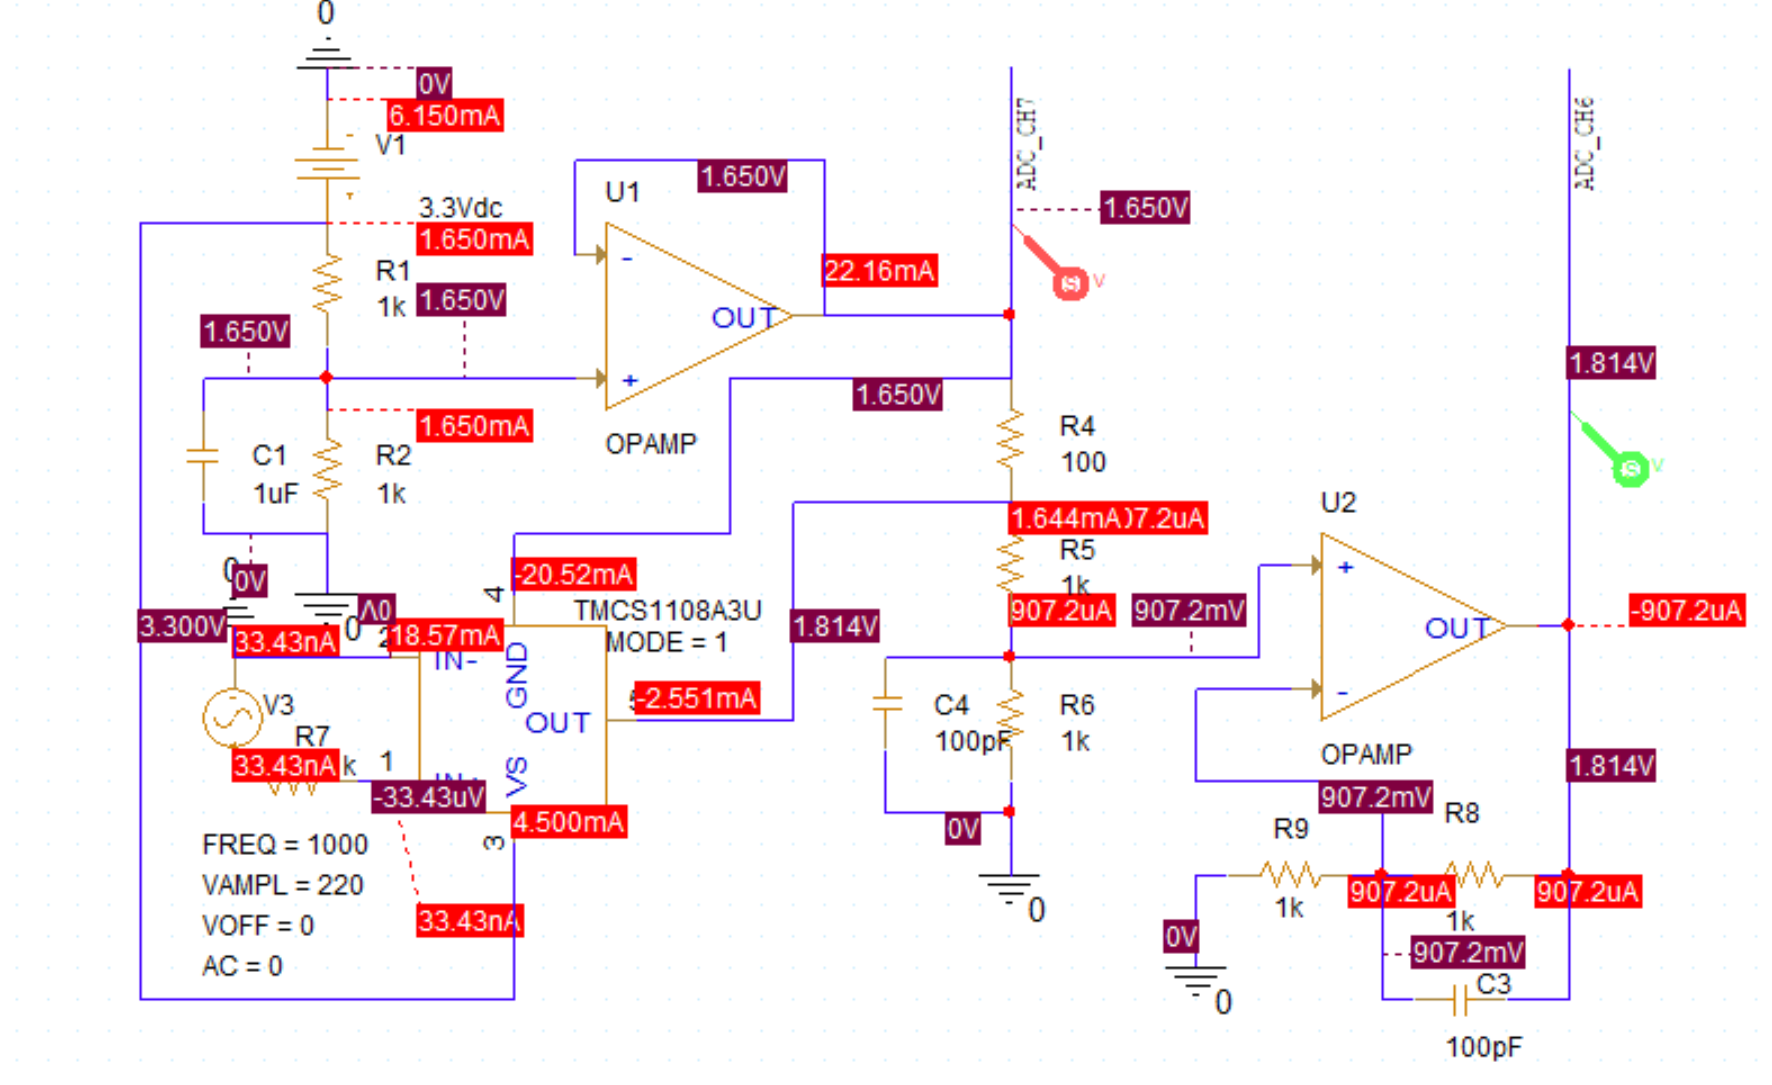 0
0V
6.150mA
V1
3.3Vdc
1.650mA
R1
1k
1.650V
1.650V
U1
1.650V
-
22.16mA
OUT
+
OPAMP
ADC_CH7
1.650V
V
ADC_CH6
1.814V
V
1.650V
1.650mA
C1
1uF
R2
1k
R4
100
0
0V
0V
0
3.300V
33.43nA
2
18.57mA
IN-
4
-20.52mA
GND
TMCS1108A3U
MODE = 1
1.814V
-2.551mA
OUT
V3
R7
33.43nA
k
1
-33.43uV
VS
4.500mA
3
FREQ = 1000
VAMPL = 220
VOFF = 0
AC = 0
33.43nA
1.644mA
07.2uA
R5
1k
907.2uA
907.2mV
C4
100pF
R6
1k
0V
0
U2
+
OUT
-
-907.2uA
OPAMP
907.2mV
1.814V
R9
1k
R8
1k
907.2uA
907.2uA
0V
0
907.2mV
C3
100pF